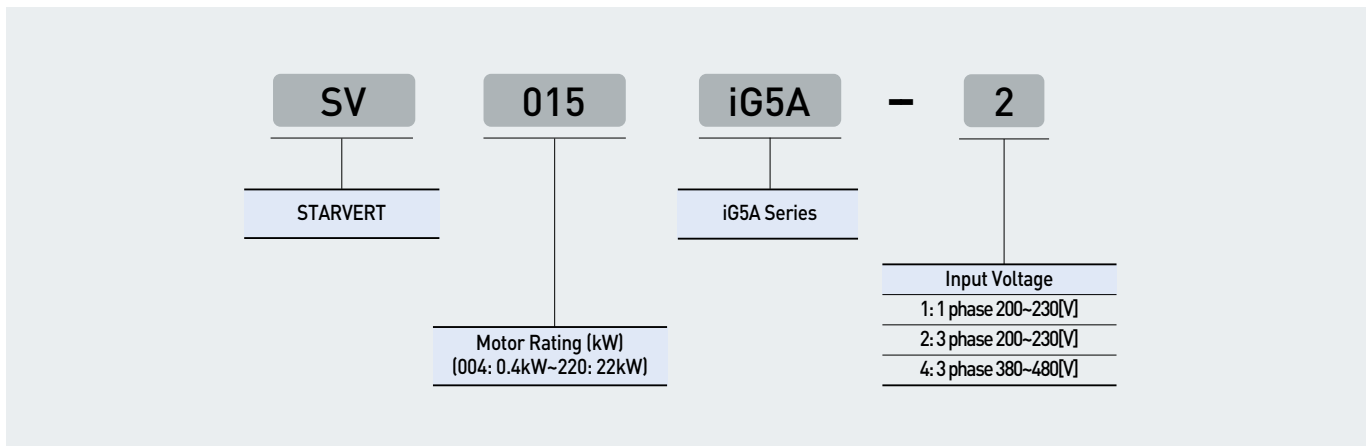 SV 015 iG5A - 2
STARVERT
iG5A Series
Input Voltage
1: 1 phase 200~230[V]
2: 3 phase 200~230[V]
4: 3 phase 380~480[V]
Motor Rating (kW)
(004: 0.4kW~220: 22kW)